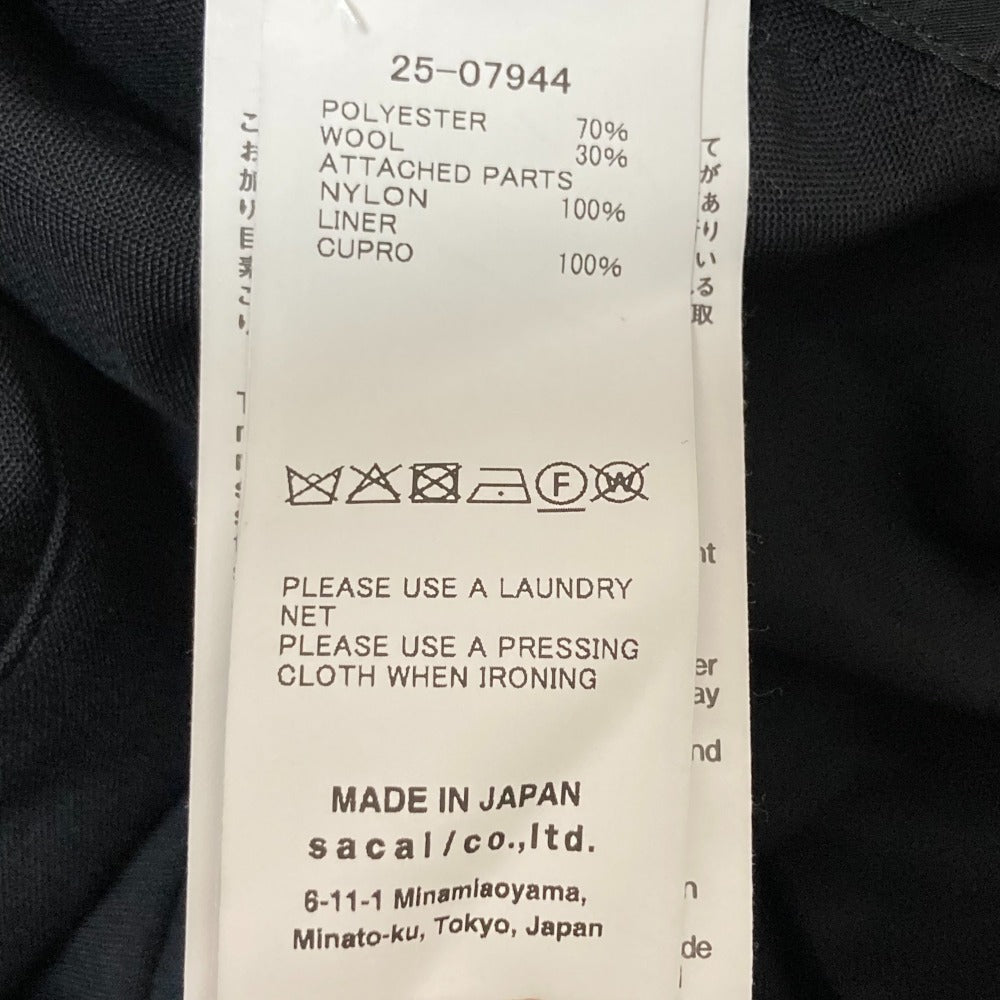 25-07944
POLYESTER 70%
WOOL 30%
ATTACHED PARTS
NYLON 100%
LINER
CUPRO 100%
F
W
PLEASE USE A LAUNDRY
NET
PLEASE USE A PRESSING
CLOTH WHEN IRONING
MADE IN JAPAN
sacai/co.,ltd.
6-11-1 Minamiaoyama,
Minato-ku, Tokyo, Japan